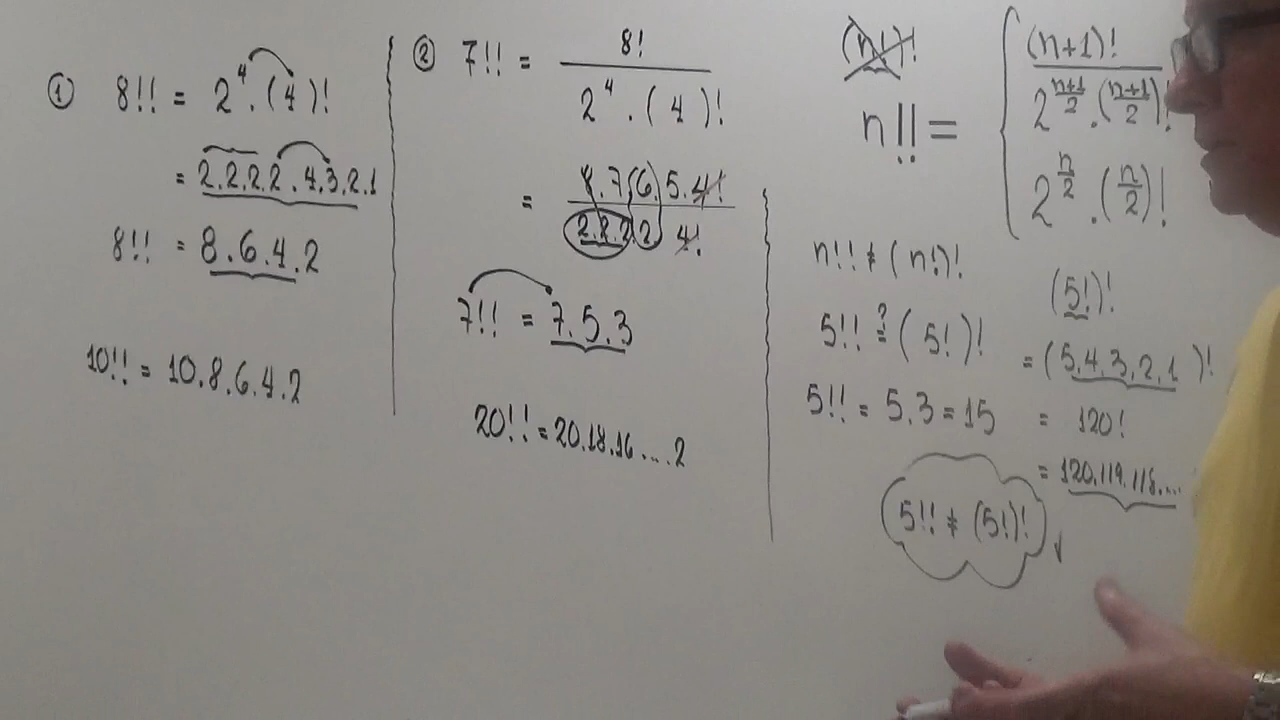 ① 8!! = 2⁴.(4)!
= 2.2.2.2.4.3.2.1
8!! = 8.6.4.2
10!! = 10.8.6.4.2
② 7!! = 8! / 2⁴.(4)!
= 8.7(6).5.4! / 2.2.2.2 4!
7!! = 7.5.3
20!! = 20.18.16....2
(n!)!
n!! = { (n+1)! / 2^((n+1)/2).((n+1)/2)!
2^(n/2).(n/2)!
n!! ≠ (n!)!
5!! ≟ (5!)!
5!! = 5.3 = 15
5!! ≠ (5!)! ✓
(5!)!
= (5.4.3.2.1)!
= 120!
= 120.119.118....